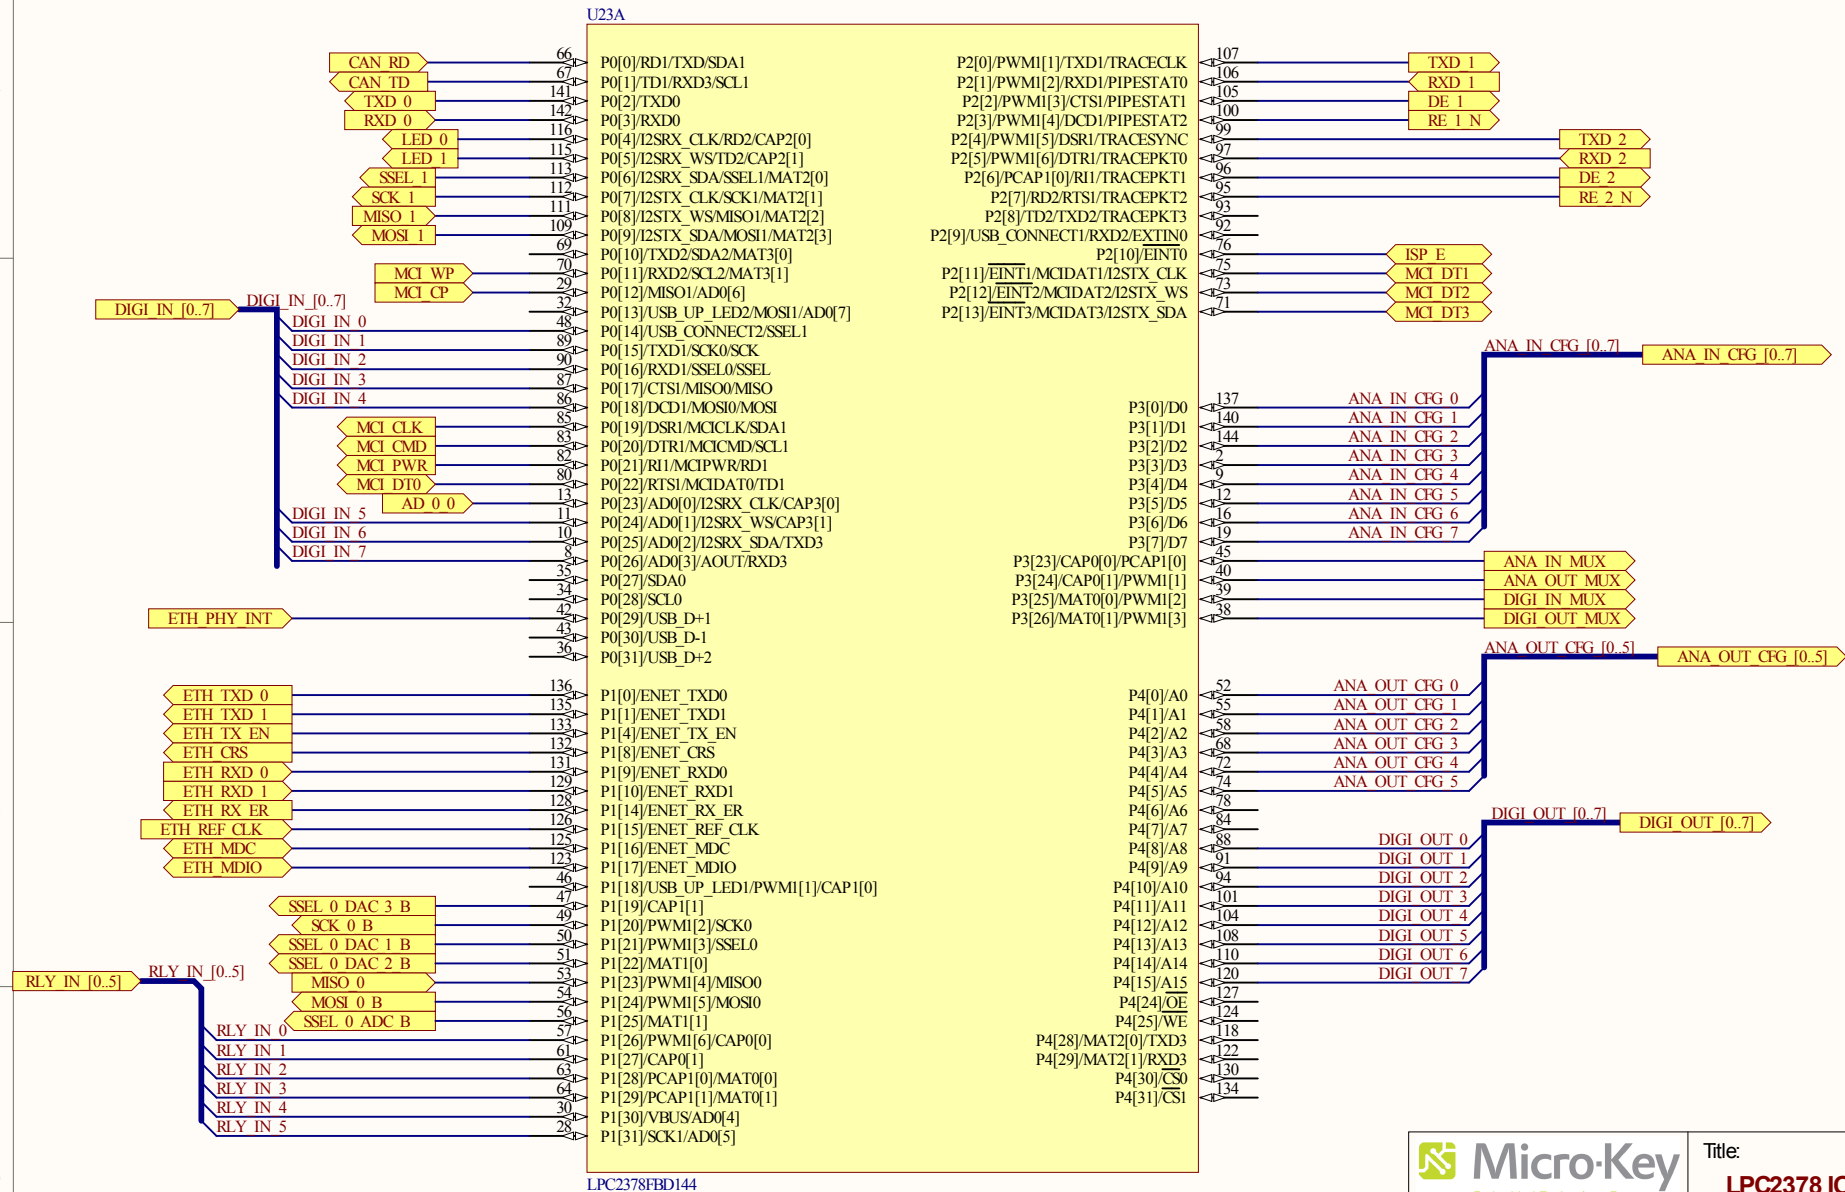 U23A
CAN_RD 66 P0[0]/RD1/TXD/SDA1
CAN_TD 67 P0[1]/TD1/RXD3/SCL1
TXD_0 141 P0[2]/TXD0
RXD_0 142 P0[3]/RXD0
LED_0 116 P0[4]/I2SRX_CLK/RD2/CAP2[0]
LED_1 115 P0[5]/I2SRX_WS/TD2/CAP2[1]
SSEL_1 113 P0[6]/I2SRX_SDA/SSEL1/MAT2[0]
SCK_1 112 P0[7]/I2STX_CLK/SCK1/MAT2[1]
MISO_1 111 P0[8]/I2STX_WS/MISO1/MAT2[2]
MOSI_1 109 P0[9]/I2STX_SDA/MOSI1/MAT2[3]
69 P0[10]/TXD2/SDA2/MAT3[0]
MCI_WP 70 P0[11]/RXD2/SCL2/MAT3[1]
MCI_CP 29 P0[12]/MISO1/AD0[6]
DIGI_IN_[0..7] DIGI_IN_[0..7] 32 P0[13]/USB_UP_LED2/MOSI1/AD0[7]
DIGI_IN_0 48 P0[14]/USB_CONNECT2/SSEL1
DIGI_IN_1 89 P0[15]/TXD1/SCK0/SCK
DIGI_IN_2 90 P0[16]/RXD1/SSEL0/SSEL
DIGI_IN_3 87 P0[17]/CTS1/MISO0/MISO
DIGI_IN_4 86 P0[18]/DCD1/MOSI0/MOSI
MCI_CLK 85 P0[19]/DSR1/MCICLK/SDA1
MCI_CMD 83 P0[20]/DTR1/MCICMD/SCL1
MCI_PWR 82 P0[21]/RI1/MCIPWR/RD1
MCI_DT0 80 P0[22]/RTS1/MCIDAT0/TD1
AD_0_0 13 P0[23]/AD0[0]/I2SRX_CLK/CAP3[0]
DIGI_IN_5 11 P0[24]/AD0[1]/I2SRX_WS/CAP3[1]
DIGI_IN_6 10 P0[25]/AD0[2]/I2SRX_SDA/TXD3
DIGI_IN_7 8 P0[26]/AD0[3]/AOUT/RXD3
35 P0[27]/SDA0
34 P0[28]/SCL0
ETH_PHY_INT 42 P0[29]/USB_D+1
43 P0[30]/USB_D-1
36 P0[31]/USB_D+2
ETH_TXD_0 136 P1[0]/ENET_TXD0
ETH_TXD_1 135 P1[1]/ENET_TXD1
ETH_TX_EN 133 P1[4]/ENET_TX_EN
ETH_CRS 132 P1[8]/ENET_CRS
ETH_RXD_0 131 P1[9]/ENET_RXD0
ETH_RXD_1 129 P1[10]/ENET_RXD1
ETH_RX_ER 128 P1[14]/ENET_RX_ER
ETH_REF_CLK 126 P1[15]/ENET_REF_CLK
ETH_MDC 125 P1[16]/ENET_MDC
ETH_MDIO 123 P1[17]/ENET_MDIO
46 P1[18]/USB_UP_LED1/PWM1[1]/CAP1[0]
SSEL_0_DAC_3_B 47 P1[19]/CAP1[1]
SCK_0_B 49 P1[20]/PWM1[2]/SCK0
SSEL_0_DAC_1_B 50 P1[21]/PWM1[3]/SSEL0
SSEL_0_DAC_2_B 51 P1[22]/MAT1[0]
RLY_IN_[0..5] RLY_IN_[0..5] MISO_0 53 P1[23]/PWM1[4]/MISO0
MOSI_0_B 54 P1[24]/PWM1[5]/MOSI0
SSEL_0_ADC_B 56 P1[25]/MAT1[1]
RLY_IN_0 57 P1[26]/PWM1[6]/CAP0[0]
RLY_IN_1 61 P1[27]/CAP0[1]
RLY_IN_2 63 P1[28]/PCAP1[0]/MAT0[0]
RLY_IN_3 64 P1[29]/PCAP1[1]/MAT0[1]
RLY_IN_4 30 P1[30]/VBUS/AD0[4]
RLY_IN_5 28 P1[31]/SCK1/AD0[5]
P2[0]/PWM1[1]/TXD1/TRACECLK 107 TXD_1
P2[1]/PWM1[2]/RXD1/PIPESTAT0 106 RXD_1
P2[2]/PWM1[3]/CTS1/PIPESTAT1 105 DE_1
P2[3]/PWM1[4]/DCD1/PIPESTAT2 100 RE_1_N
P2[4]/PWM1[5]/DSR1/TRACESYNC 99 TXD_2
P2[5]/PWM1[6]/DTR1/TRACEPKT0 97 RXD_2
P2[6]/PCAP1[0]/RI1/TRACEPKT1 96 DE_2
P2[7]/RD2/RTS1/TRACEPKT2 95 RE_2_N
P2[8]/TD2/TXD2/TRACEPKT3 93
P2[9]/USB_CONNECT1/RXD2/EXTIN0 92
P2[10]/EINT0 76 ISP_E
P2[11]/EINT1/MCIDAT1/I2STX_CLK 75 MCI_DT1
P2[12]/EINT2/MCIDAT2/I2STX_WS 73 MCI_DT2
P2[13]/EINT3/MCIDAT3/I2STX_SDA 71 MCI_DT3
ANA_IN_CFG_[0..7] ANA_IN_CFG_[0..7]
P3[0]/D0 137 ANA_IN_CFG_0
P3[1]/D1 140 ANA_IN_CFG_1
P3[2]/D2 144 ANA_IN_CFG_2
P3[3]/D3 2 ANA_IN_CFG_3
P3[4]/D4 9 ANA_IN_CFG_4
P3[5]/D5 12 ANA_IN_CFG_5
P3[6]/D6 16 ANA_IN_CFG_6
P3[7]/D7 19 ANA_IN_CFG_7
P3[23]/CAP0[0]/PCAP1[0] 45 ANA_IN_MUX
P3[24]/CAP0[1]/PWM1[1] 40 ANA_OUT_MUX
P3[25]/MAT0[0]/PWM1[2] 39 DIGI_IN_MUX
P3[26]/MAT0[1]/PWM1[3] 38 DIGI_OUT_MUX
ANA_OUT_CFG_[0..5] ANA_OUT_CFG_[0..5]
P4[0]/A0 52 ANA_OUT_CFG_0
P4[1]/A1 55 ANA_OUT_CFG_1
P4[2]/A2 58 ANA_OUT_CFG_2
P4[3]/A3 68 ANA_OUT_CFG_3
P4[4]/A4 72 ANA_OUT_CFG_4
P4[5]/A5 74 ANA_OUT_CFG_5
P4[6]/A6 78
DIGI_OUT_[0..7] DIGI_OUT_[0..7]
P4[7]/A7 84
P4[8]/A8 88 DIGI_OUT_0
P4[9]/A9 91 DIGI_OUT_1
P4[10]/A10 94 DIGI_OUT_2
P4[11]/A11 101 DIGI_OUT_3
P4[12]/A12 104 DIGI_OUT_4
P4[13]/A13 108 DIGI_OUT_5
P4[14]/A14 110 DIGI_OUT_6
P4[15]/A15 120 DIGI_OUT_7
P4[24]/OE 127
P4[25]/WE 124
P4[28]/MAT2[0]/TXD3 118
P4[29]/MAT2[1]/RXD3 122
P4[30]/CS0 130
P4[31]/CS1 134
LPC2378FBD144
Micro·Key
Title:
LPC2378 IO